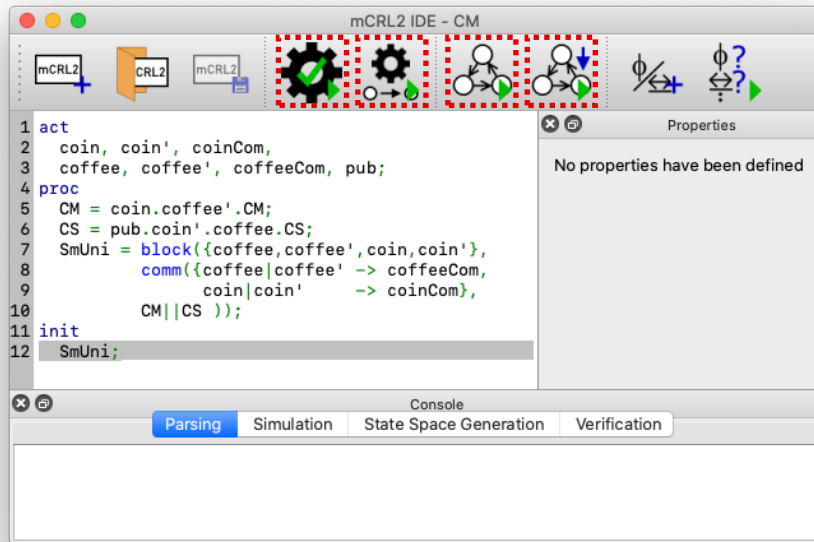 mCRL2 IDE - CM
mCRL2 CRL2 mCRL2 ϕ ϕ?
?
1 act
2 coin, coin', coinCom,
3 coffee, coffee', coffeeCom, pub;
4 proc
5 CM = coin.coffee'.CM;
6 CS = pub.coin'.coffee.CS;
7 SmUni = block({coffee,coffee',coin,coin'},
8 comm({coffee|coffee' -> coffeeCom,
9 coin|coin' -> coinCom},
10 CM||CS ));
11 init
12 SmUni;
Properties
No properties have been defined
Console
Parsing Simulation State Space Generation Verification